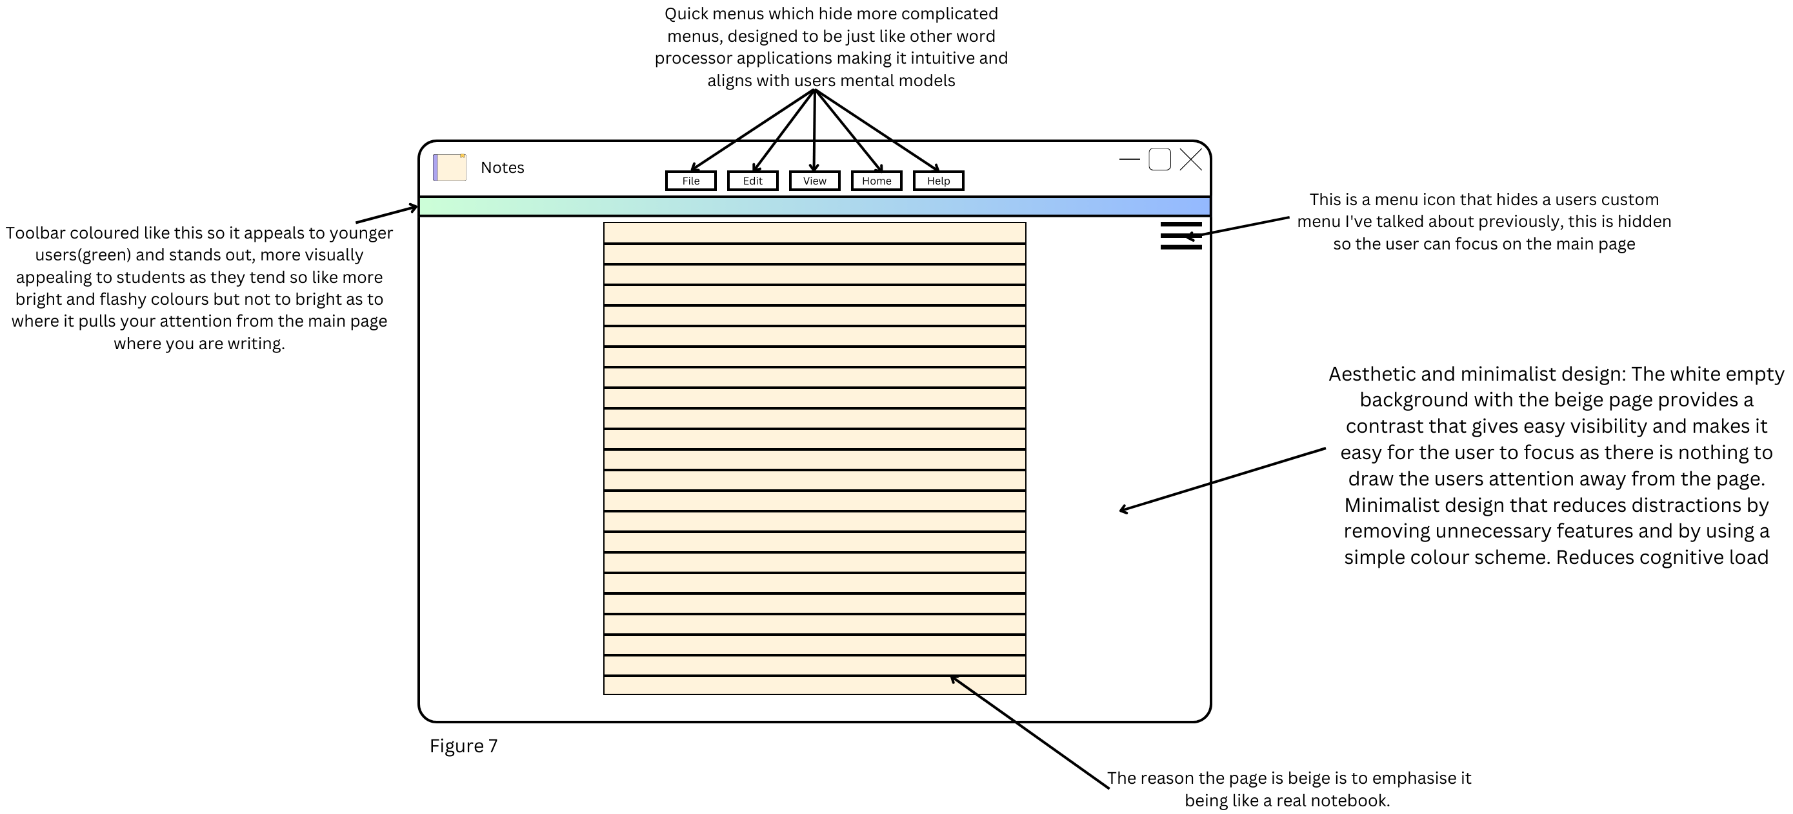 Quick menus which hide more complicated
menus, designed to be just like other word
processor applications making it intuitive and
aligns with users mental models
Notes
File
Edit
View
Home
Help
Toolbar coloured like this so it appeals to younger
users(green) and stands out, more visually
appealing to students as they tend so like more
bright and flashy colours but not to bright as to
where it pulls your attention from the main page
where you are writing.
This is a menu icon that hides a users custom
menu I've talked about previously, this is hidden
so the user can focus on the main page
Aesthetic and minimalist design: The white empty
background with the beige page provides a
contrast that gives easy visibility and makes it
easy for the user to focus as there is nothing to
draw the users attention away from the page.
Minimalist design that reduces distractions by
removing unnecessary features and by using a
simple colour scheme. Reduces cognitive load
Figure 7
The reason the page is beige is to emphasise it
being like a real notebook.